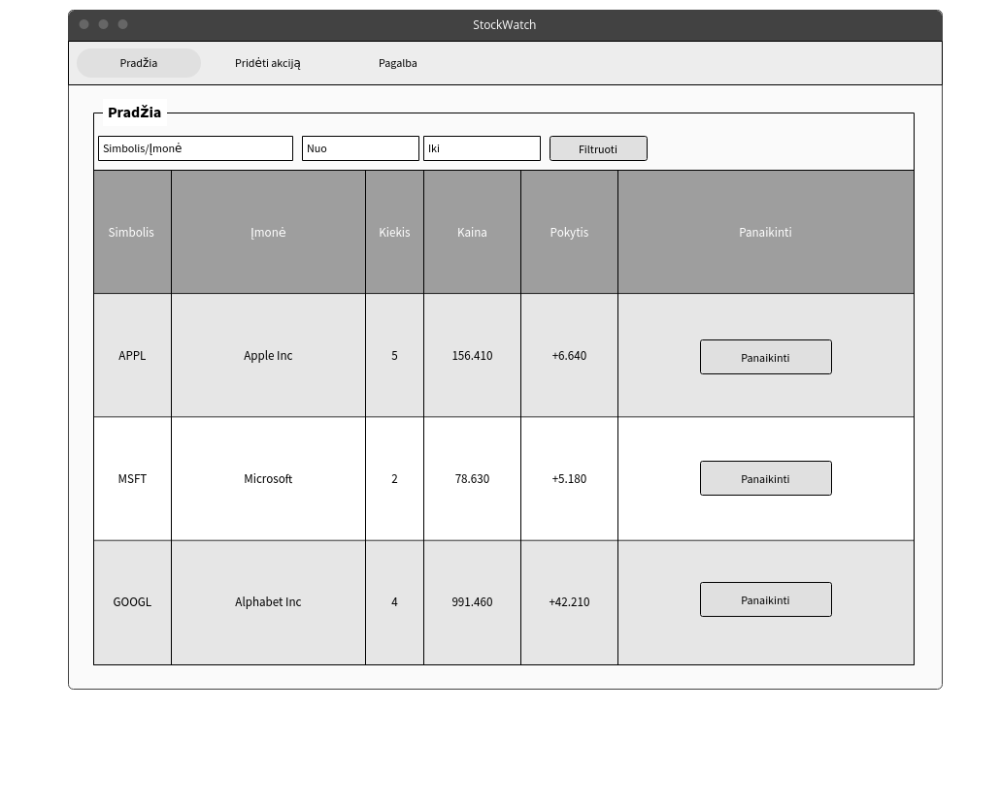 StockWatch
Pradžia Pridėti akciją Pagalba
Pradžia
Simbolis/Įmonė Nuo Iki Filtruoti
Simbolis Įmonė Kiekis Kaina Pokytis Panaikinti
APPL Apple Inc 5 156.410 +6.640 Panaikinti
MSFT Microsoft 2 78.630 +5.180 Panaikinti
GOOGL Alphabet Inc 4 991.460 +42.210 Panaikinti